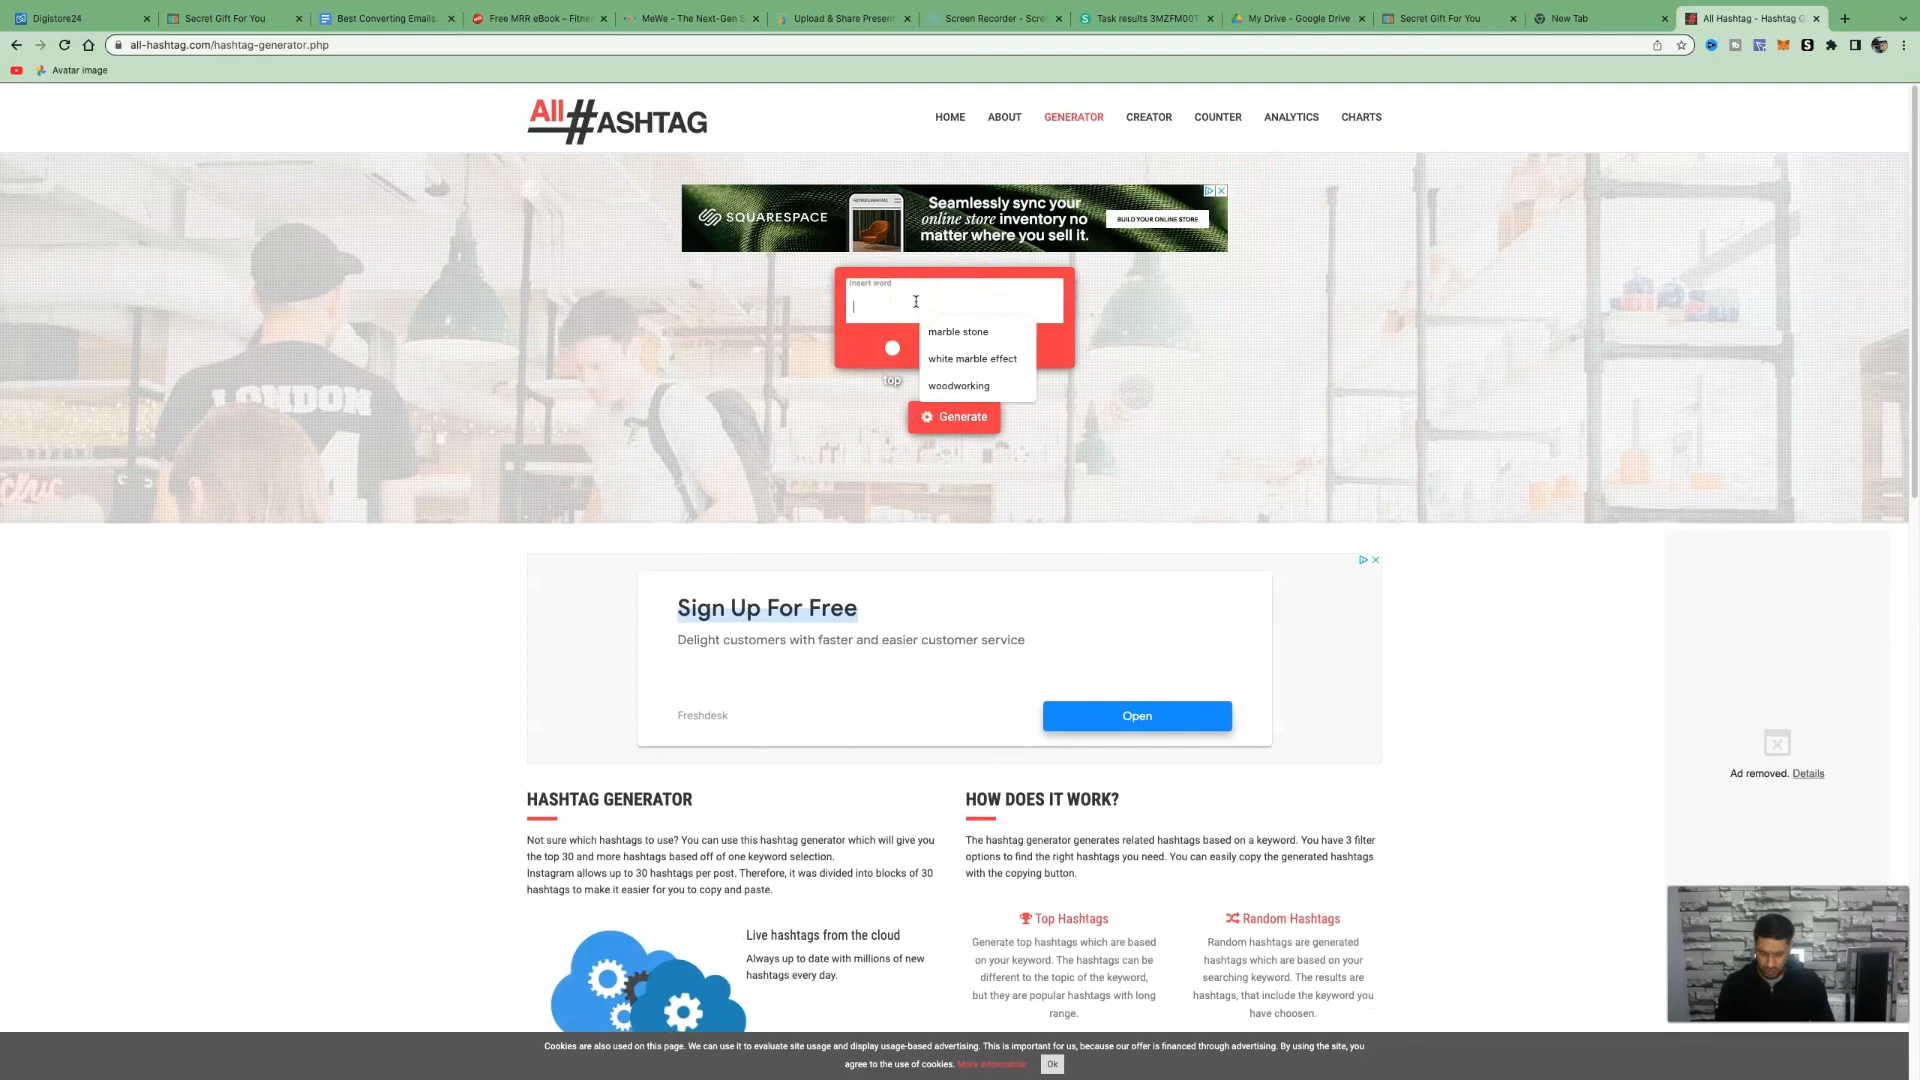 Digistore24
Secret Gift For You
Best Converting Emails
Free MRR eBook – Fitne
MeWe - The Next-Gen S
Upload & Share Present
Screen Recorder - Scre
Task results 3MZFM00T
My Drive - Google Drive
Secret Gift For You
New Tab
All Hashtag - Hashtag G
all-hashtag.com/hashtag-generator.php
Avatar image
All #ASHTAG
HOME
ABOUT
GENERATOR
CREATOR
COUNTER
ANALYTICS
CHARTS
SQUARESPACE
Seamlessly sync your
online store inventory no
matter where you sell it.
BUILD YOUR ONLINE STORE
Insert word
marble stone
white marble effect
woodworking
top
Generate
LONDON
Sign Up For Free
Delight customers with faster and easier customer service
Freshdesk
Open
Ad removed. Details
HASHTAG GENERATOR
Not sure which hashtags to use? You can use this hashtag generator which will give you
the top 30 and more hashtags based off of one keyword selection.
Instagram allows up to 30 hashtags per post. Therefore, it was divided into blocks of 30
hashtags to make it easier for you to copy and paste.
Live hashtags from the cloud
Always up to date with millions of new
hashtags every day.
HOW DOES IT WORK?
The hashtag generator generates related hashtags based on a keyword. You have 3 filter
options to find the right hashtags you need. You can easily copy the generated hashtags
with the copying button.
Top Hashtags
Generate top hashtags which are based
on your keyword. The hashtags can be
different to the topic of the keyword,
but they are popular hashtags with long
range.
Random Hashtags
Random hashtags are generated
hashtags which are based on your
searching keyword. The results are
hashtags, that include the keyword you
have choosen.
Cookies are also used on this page. We can use it to evaluate site usage and display usage-based advertising. This is important for us, because our offer is financed through advertising. By using the site, you
agree to the use of cookies. More information
Ok